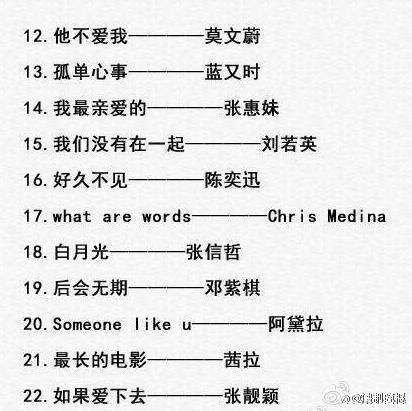 12.他不爱我————莫文蔚
13.孤单心事————蓝又时
14.我最亲爱的————张惠妹
15.我们没有在一起————刘若英
16.好久不见————陈奕迅
17.what are words————Chris Medina
18.白月光————张信哲
19.后会无期————邓紫棋
20.Someone like u————阿黛拉
21.最长的电影————茜拉
22.如果爱下去————张靓颖